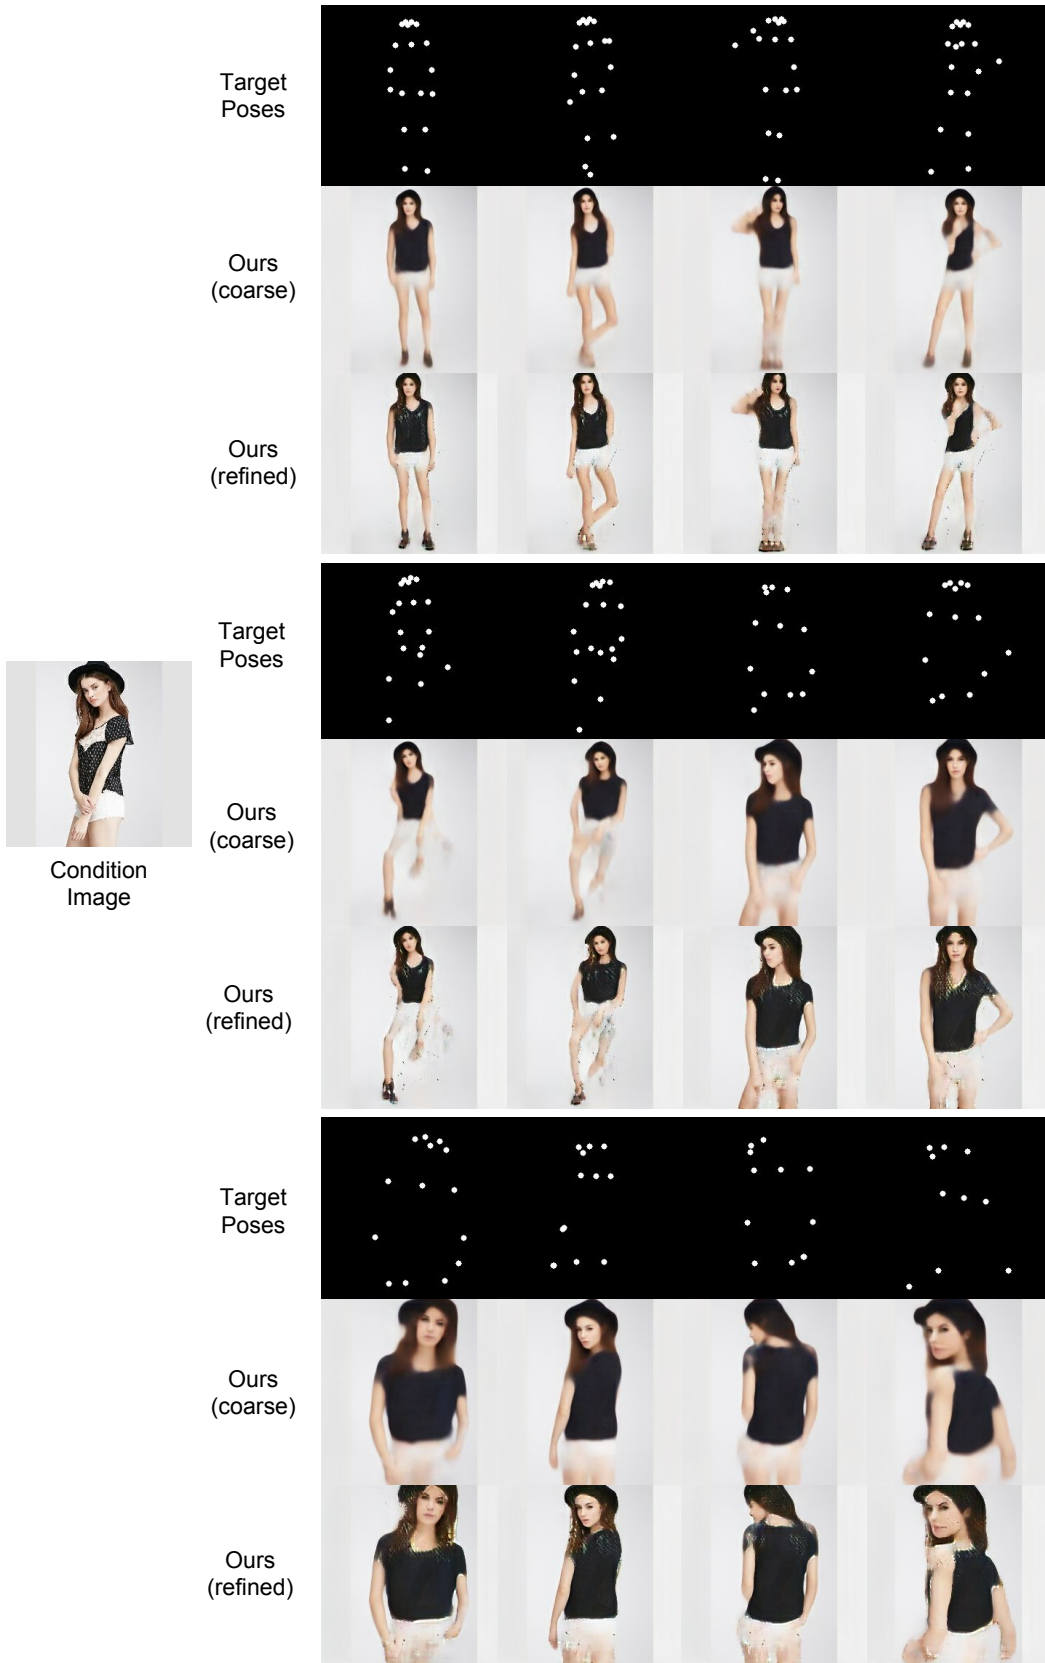 Target
Poses
Ours
(coarse)
Ours
(refined)
Target
Poses
Ours
(coarse)
Condition
Image
Ours
(refined)
Target
Poses
Ours
(coarse)
Ours
(refined)